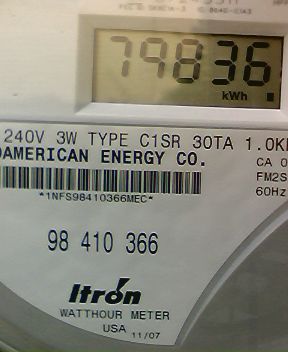 79836
kWh
240V 3W TYPE C1SR 30TA 1.0K
AMERICAN ENERGY CO.
CA 0
FM2S
60Hz
*1NFS98410366MEC*
98 410 366
Itron
WATTHOUR METER
USA 11/07